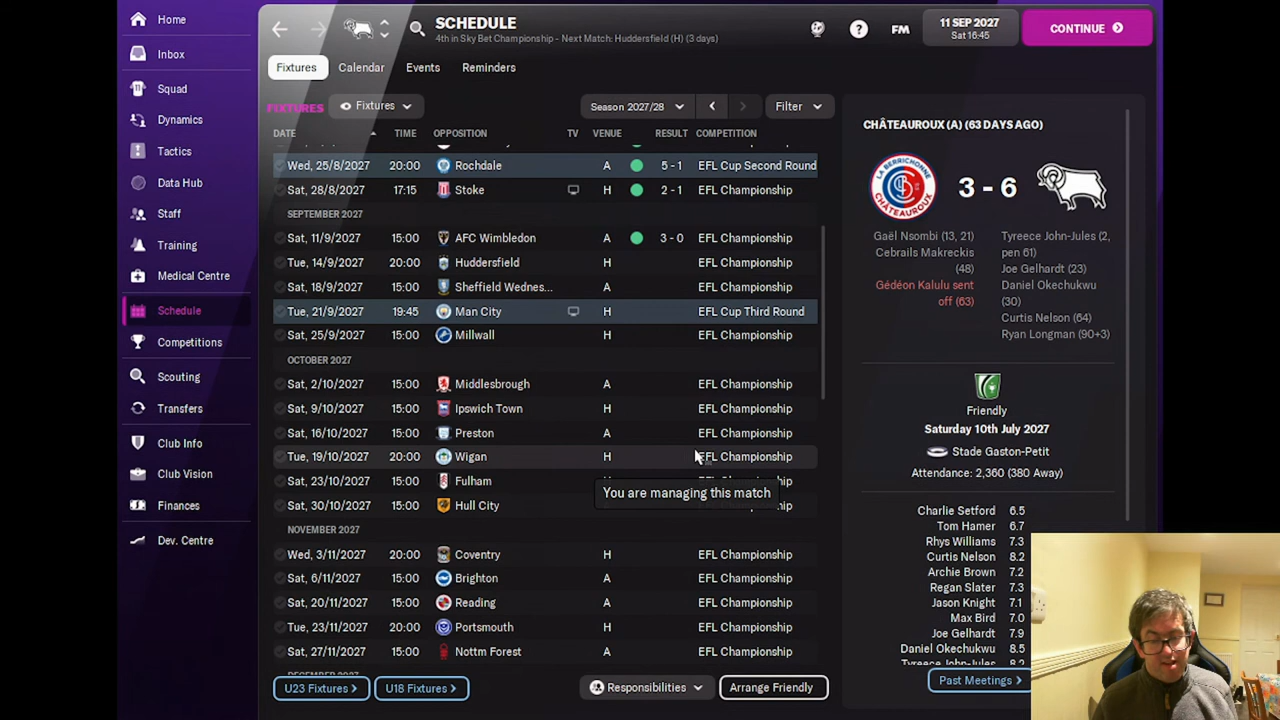 Home
Inbox
Squad
Dynamics
Tactics
Data Hub
Staff
Training
Medical Centre
Schedule
Competitions
Scouting
Transfers
Club Info
Club Vision
Finances
Dev. Centre
SCHEDULE
4th in Sky Bet Championship - Next Match: Huddersfield (H) (3 days)
?
FM
11 SEP 2027
Sat 16:45
CONTINUE
Fixtures Calendar Events Reminders
FIXTURES Fixtures Season 2027/28 Filter
DATE TIME OPPOSITION TV VENUE RESULT COMPETITION
Wed, 25/8/2027 20:00 Rochdale A 5 - 1 EFL Cup Second Round
Sat, 28/8/2027 17:15 Stoke H 2 - 1 EFL Championship
SEPTEMBER 2027
Sat, 11/9/2027 15:00 AFC Wimbledon A 3 - 0 EFL Championship
Tue, 14/9/2027 20:00 Huddersfield H EFL Championship
Sat, 18/9/2027 15:00 Sheffield Wednes... A EFL Championship
Tue, 21/9/2027 19:45 Man City H EFL Cup Third Round
Sat, 25/9/2027 15:00 Millwall H EFL Championship
OCTOBER 2027
Sat, 2/10/2027 15:00 Middlesbrough A EFL Championship
Sat, 9/10/2027 15:00 Ipswich Town H EFL Championship
Sat, 16/10/2027 15:00 Preston A EFL Championship
Tue, 19/10/2027 20:00 Wigan H EFL Championship
Sat, 23/10/2027 15:00 Fulham EFL Championship
Sat, 30/10/2027 15:00 Hull City EFL Championship
You are managing this match
NOVEMBER 2027
Wed, 3/11/2027 20:00 Coventry H EFL Championship
Sat, 6/11/2027 15:00 Brighton A EFL Championship
Sat, 20/11/2027 15:00 Reading A EFL Championship
Tue, 23/11/2027 20:00 Portsmouth H EFL Championship
Sat, 27/11/2027 15:00 Nottm Forest A EFL Championship
U23 Fixtures > U18 Fixtures > Responsibilities Arrange Friendly
CHÂTEAUROUX (A) (63 DAYS AGO)
LA BERRICHONNE
CHÂTEAUROUX
3 - 6
Gaël Nsombi (13, 21)
Cebrails Makreckis
(48)
Gédéon Kalulu sent
off (63)
Tyreece John-Jules (2,
pen 61)
Joe Gelhardt (23)
Daniel Okechukwu
(30)
Curtis Nelson (64)
Ryan Longman (90+3)
Friendly
Saturday 10th July 2027
Stade Gaston-Petit
Attendance: 2,360 (380 Away)
Charlie Setford 6.5
Tom Hamer 6.7
Rhys Williams 7.3
Curtis Nelson 8.2
Archie Brown 7.2
Regan Slater 7.3
Jason Knight 7.1
Max Bird 7.0
Joe Gelhardt 7.9
Daniel Okechukwu 8.5
Tyreece John-Jules 8.2
Past Meetings >